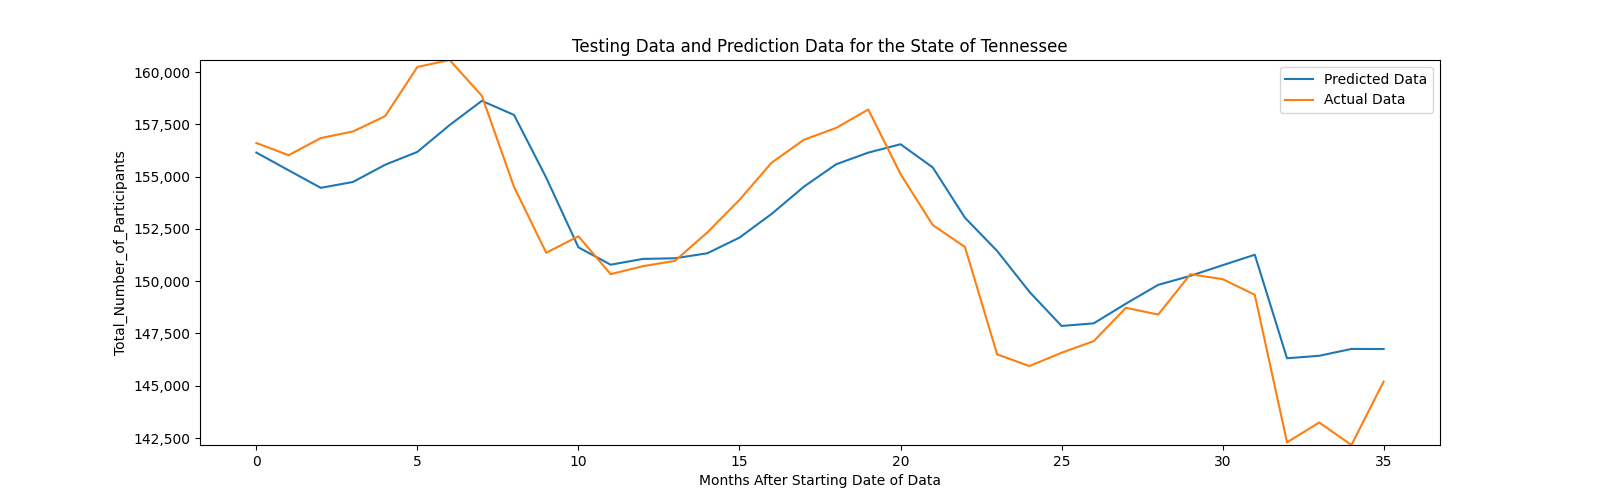 Testing Data and Prediction Data for the State of Tennessee
Total_Number_of_Participants
160,000
157,500
155,000
152,500
150,000
147,500
145,000
142,500
Predicted Data
Actual Data
0 5 10 15 20 25 30 35
Months After Starting Date of Data